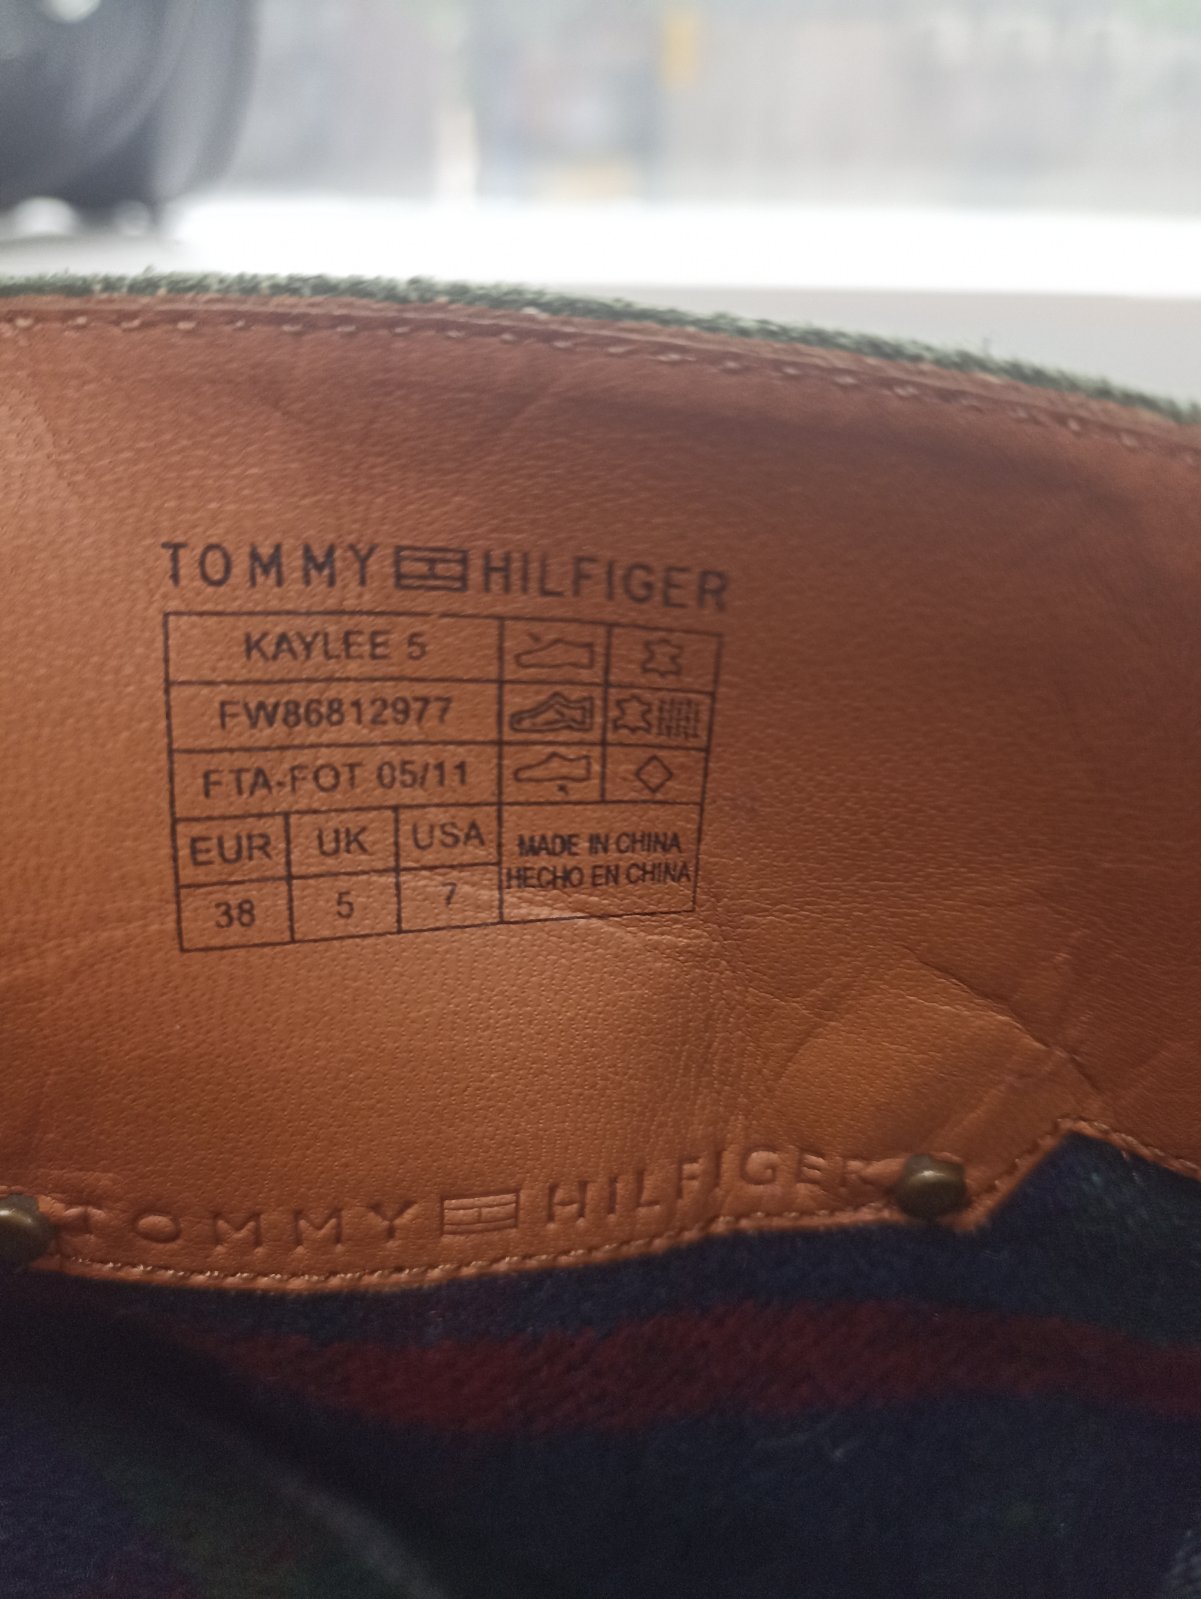 TOMMY HILFIGER
KAYLEE 5
FW86812977
FTA-FOT 05/11
EUR UK USA
38 5 7
MADE IN CHINA
HECHO EN CHINA
TOMMY HILFIGER